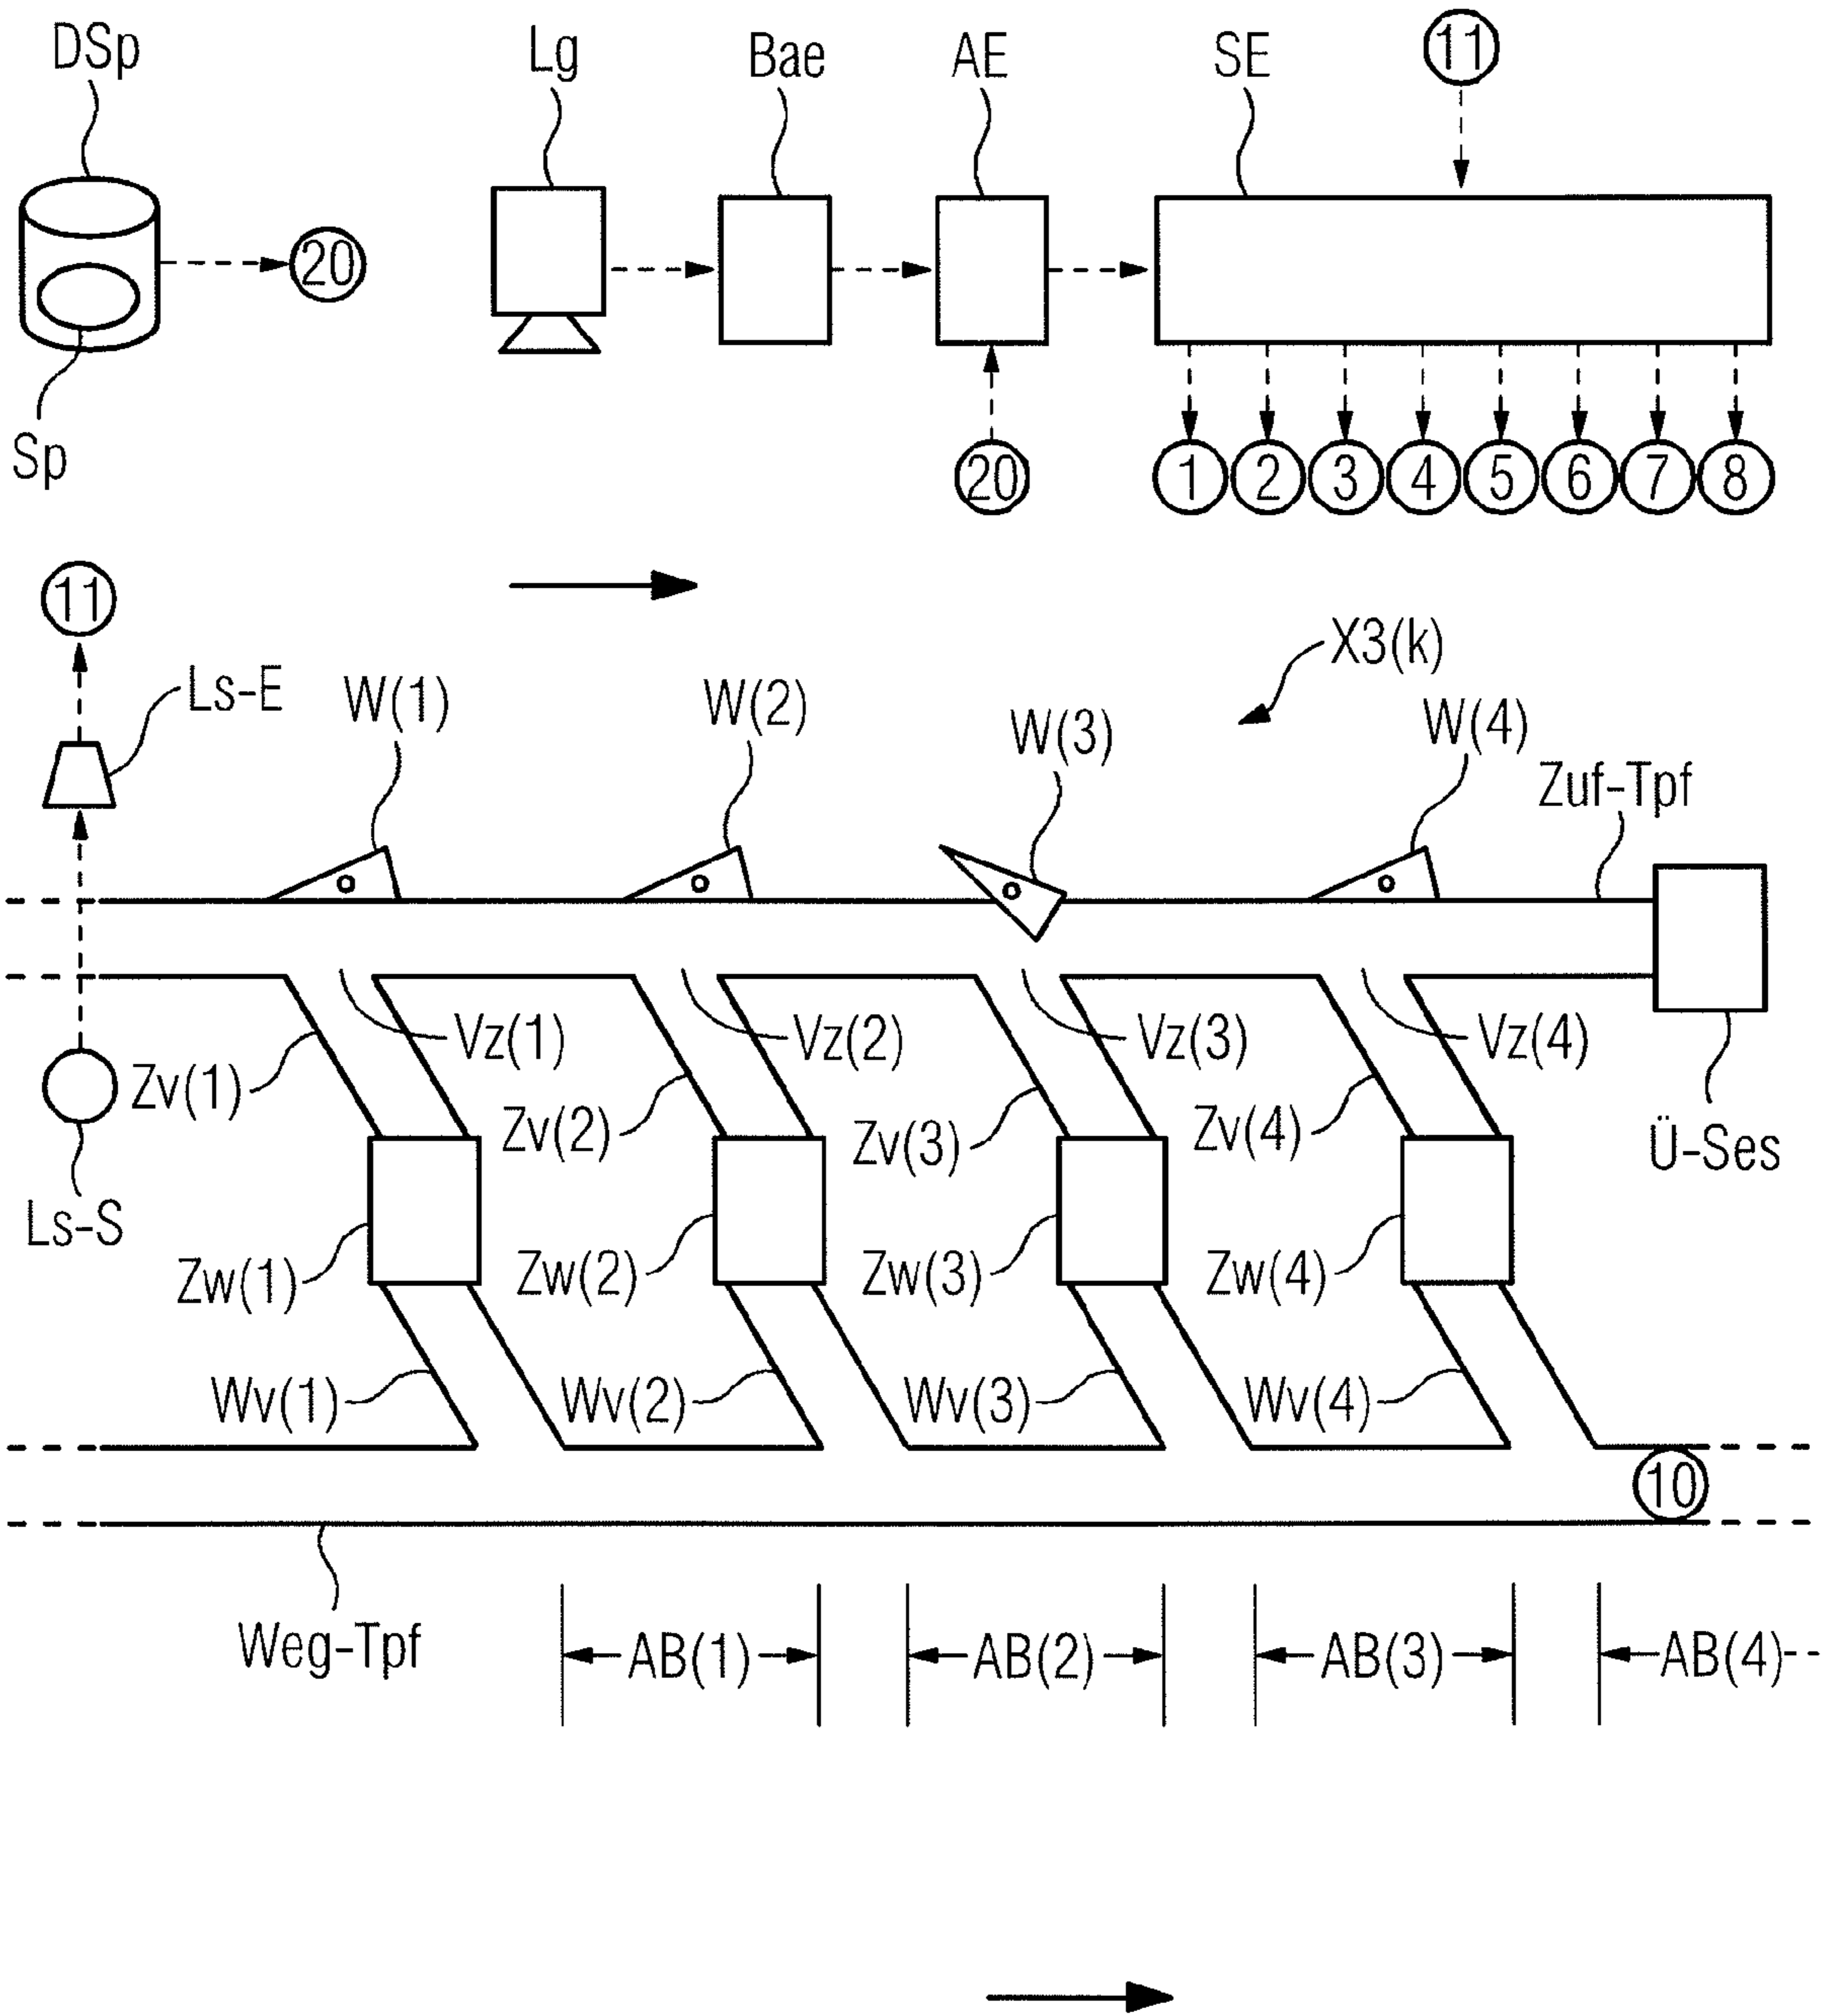 DSp Lg Bae AE SE 11
20
Sp
20 1 2 3 4 5 6 7 8
11
X3(k)
Ls-E W(1) W(2) W(3) W(4)
Zuf-Tpf
Vz(1) Vz(2) Vz(3) Vz(4)
Zv(1) Zv(2) Zv(3) Zv(4)
Ü-Ses
Ls-S
Zw(1) Zw(2) Zw(3) Zw(4)
Wv(1) Wv(2) Wv(3) Wv(4)
10
Weg-Tpf AB(1) AB(2) AB(3) AB(4)